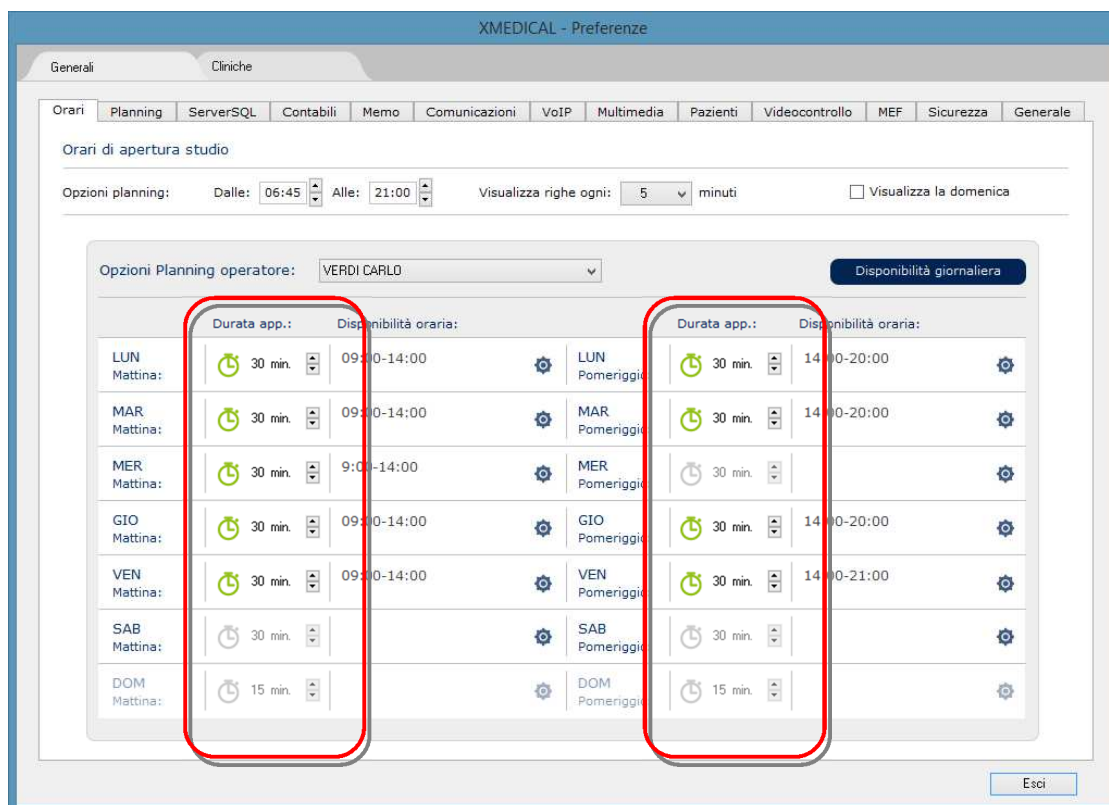 XMEDICAL - Preferenze
Generali Cliniche
Orari Planning ServerSQL Contabili Memo Comunicazioni VoIP Multimedia Pazienti Videocontrollo MEF Sicurezza Generale
Orari di apertura studio
Opzioni planning: Dalle: 06:45 Alle: 21:00 Visualizza righe ogni: 5 minuti Visualizza la domenica
Opzioni Planning operatore: VERDI CARLO Disponibilità giornaliera
Durata app.: Disponibilità oraria: Durata app.: Disponibilità oraria:
LUN 30 min. 09:00-14:00 LUN 30 min. 14:00-20:00
Mattina: Pomeriggio
MAR 30 min. 09:00-14:00 MAR 30 min. 14:00-20:00
Mattina: Pomeriggio
MER 30 min. 9:00-14:00 MER 30 min.
Mattina: Pomeriggio
GIO 30 min. 09:00-14:00 GIO 30 min. 14:00-20:00
Mattina: Pomeriggio
VEN 30 min. 09:00-14:00 VEN 30 min. 14:00-21:00
Mattina: Pomeriggio
SAB 30 min. SAB 30 min.
Mattina: Pomeriggio
DOM 15 min. DOM 15 min.
Mattina: Pomeriggio
Esci